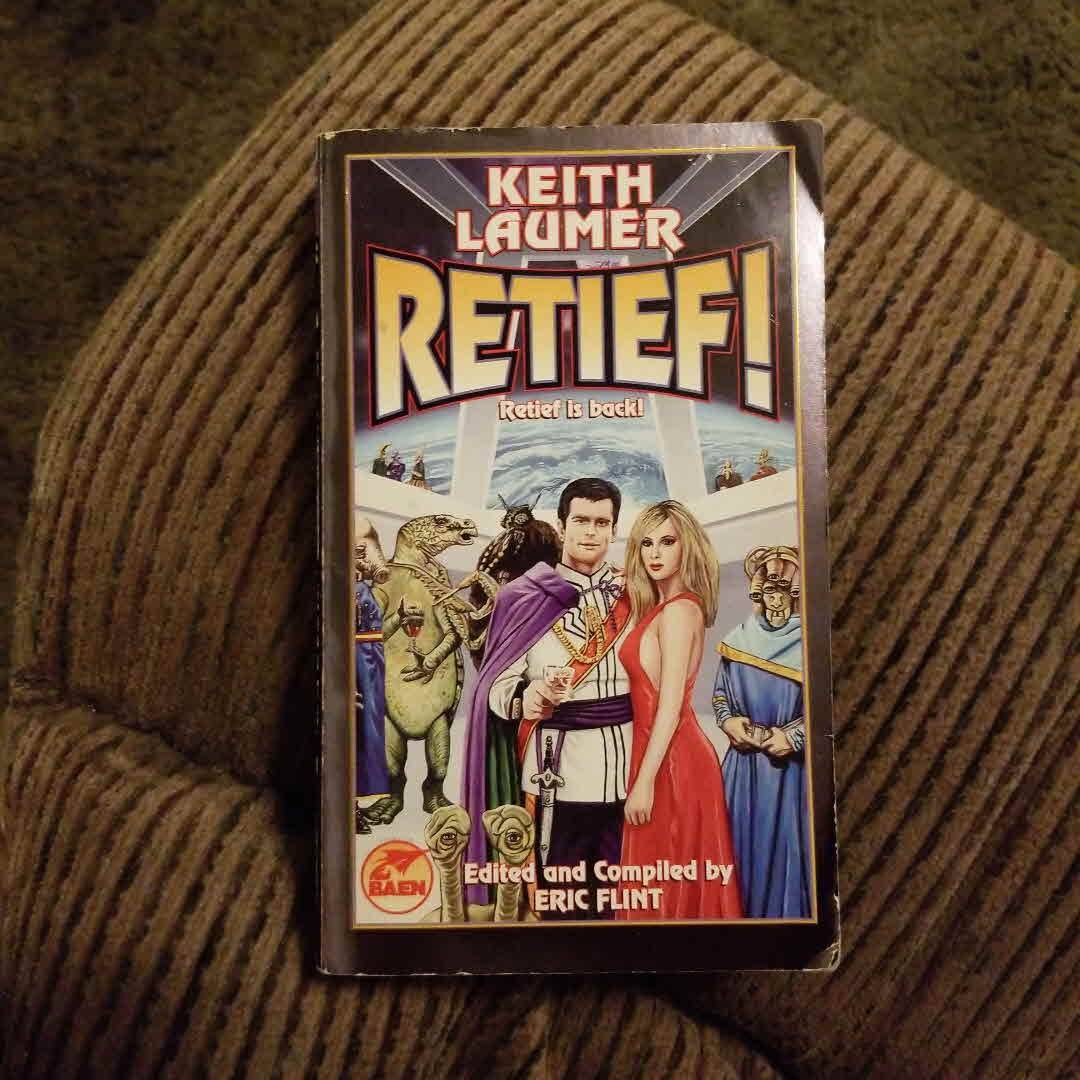 KEITH
LAUMER
RETIEF!
Retief is back!
BAEN
Edited and Compiled by
ERIC FLINT